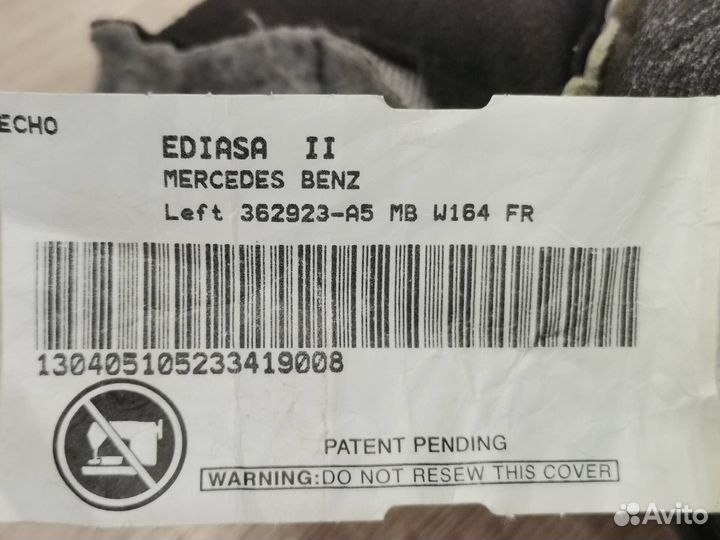 ECHO
EDIASA II
MERCEDES BENZ
Left 362923-A5 MB W164 FR
130405105233419008
PATENT PENDING
WARNING:DO NOT RESEW THIS COVER
Avito